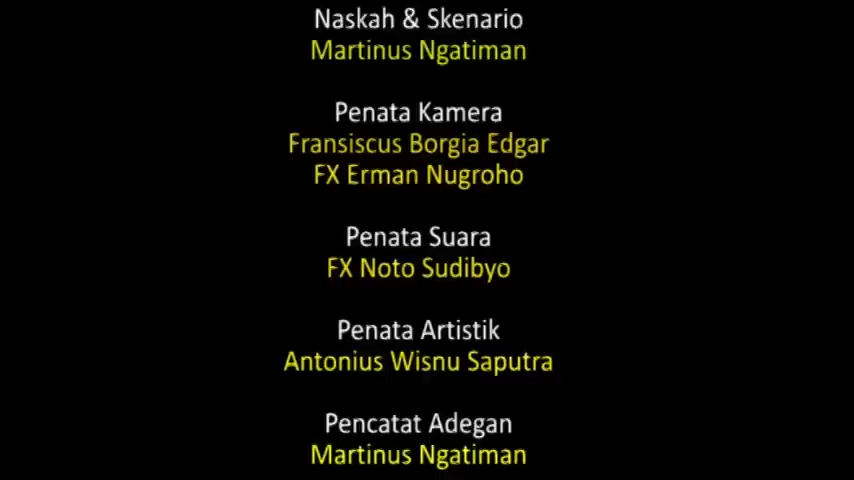 Naskah & Skenario
Martinus Ngatiman
Penata Kamera
Fransiscus Borgia Edgar
FX Erman Nugroho
Penata Suara
FX Noto Sudibyo
Penata Artistik
Antonius Wisnu Saputra
Pencatat Adegan
Martinus Ngatiman